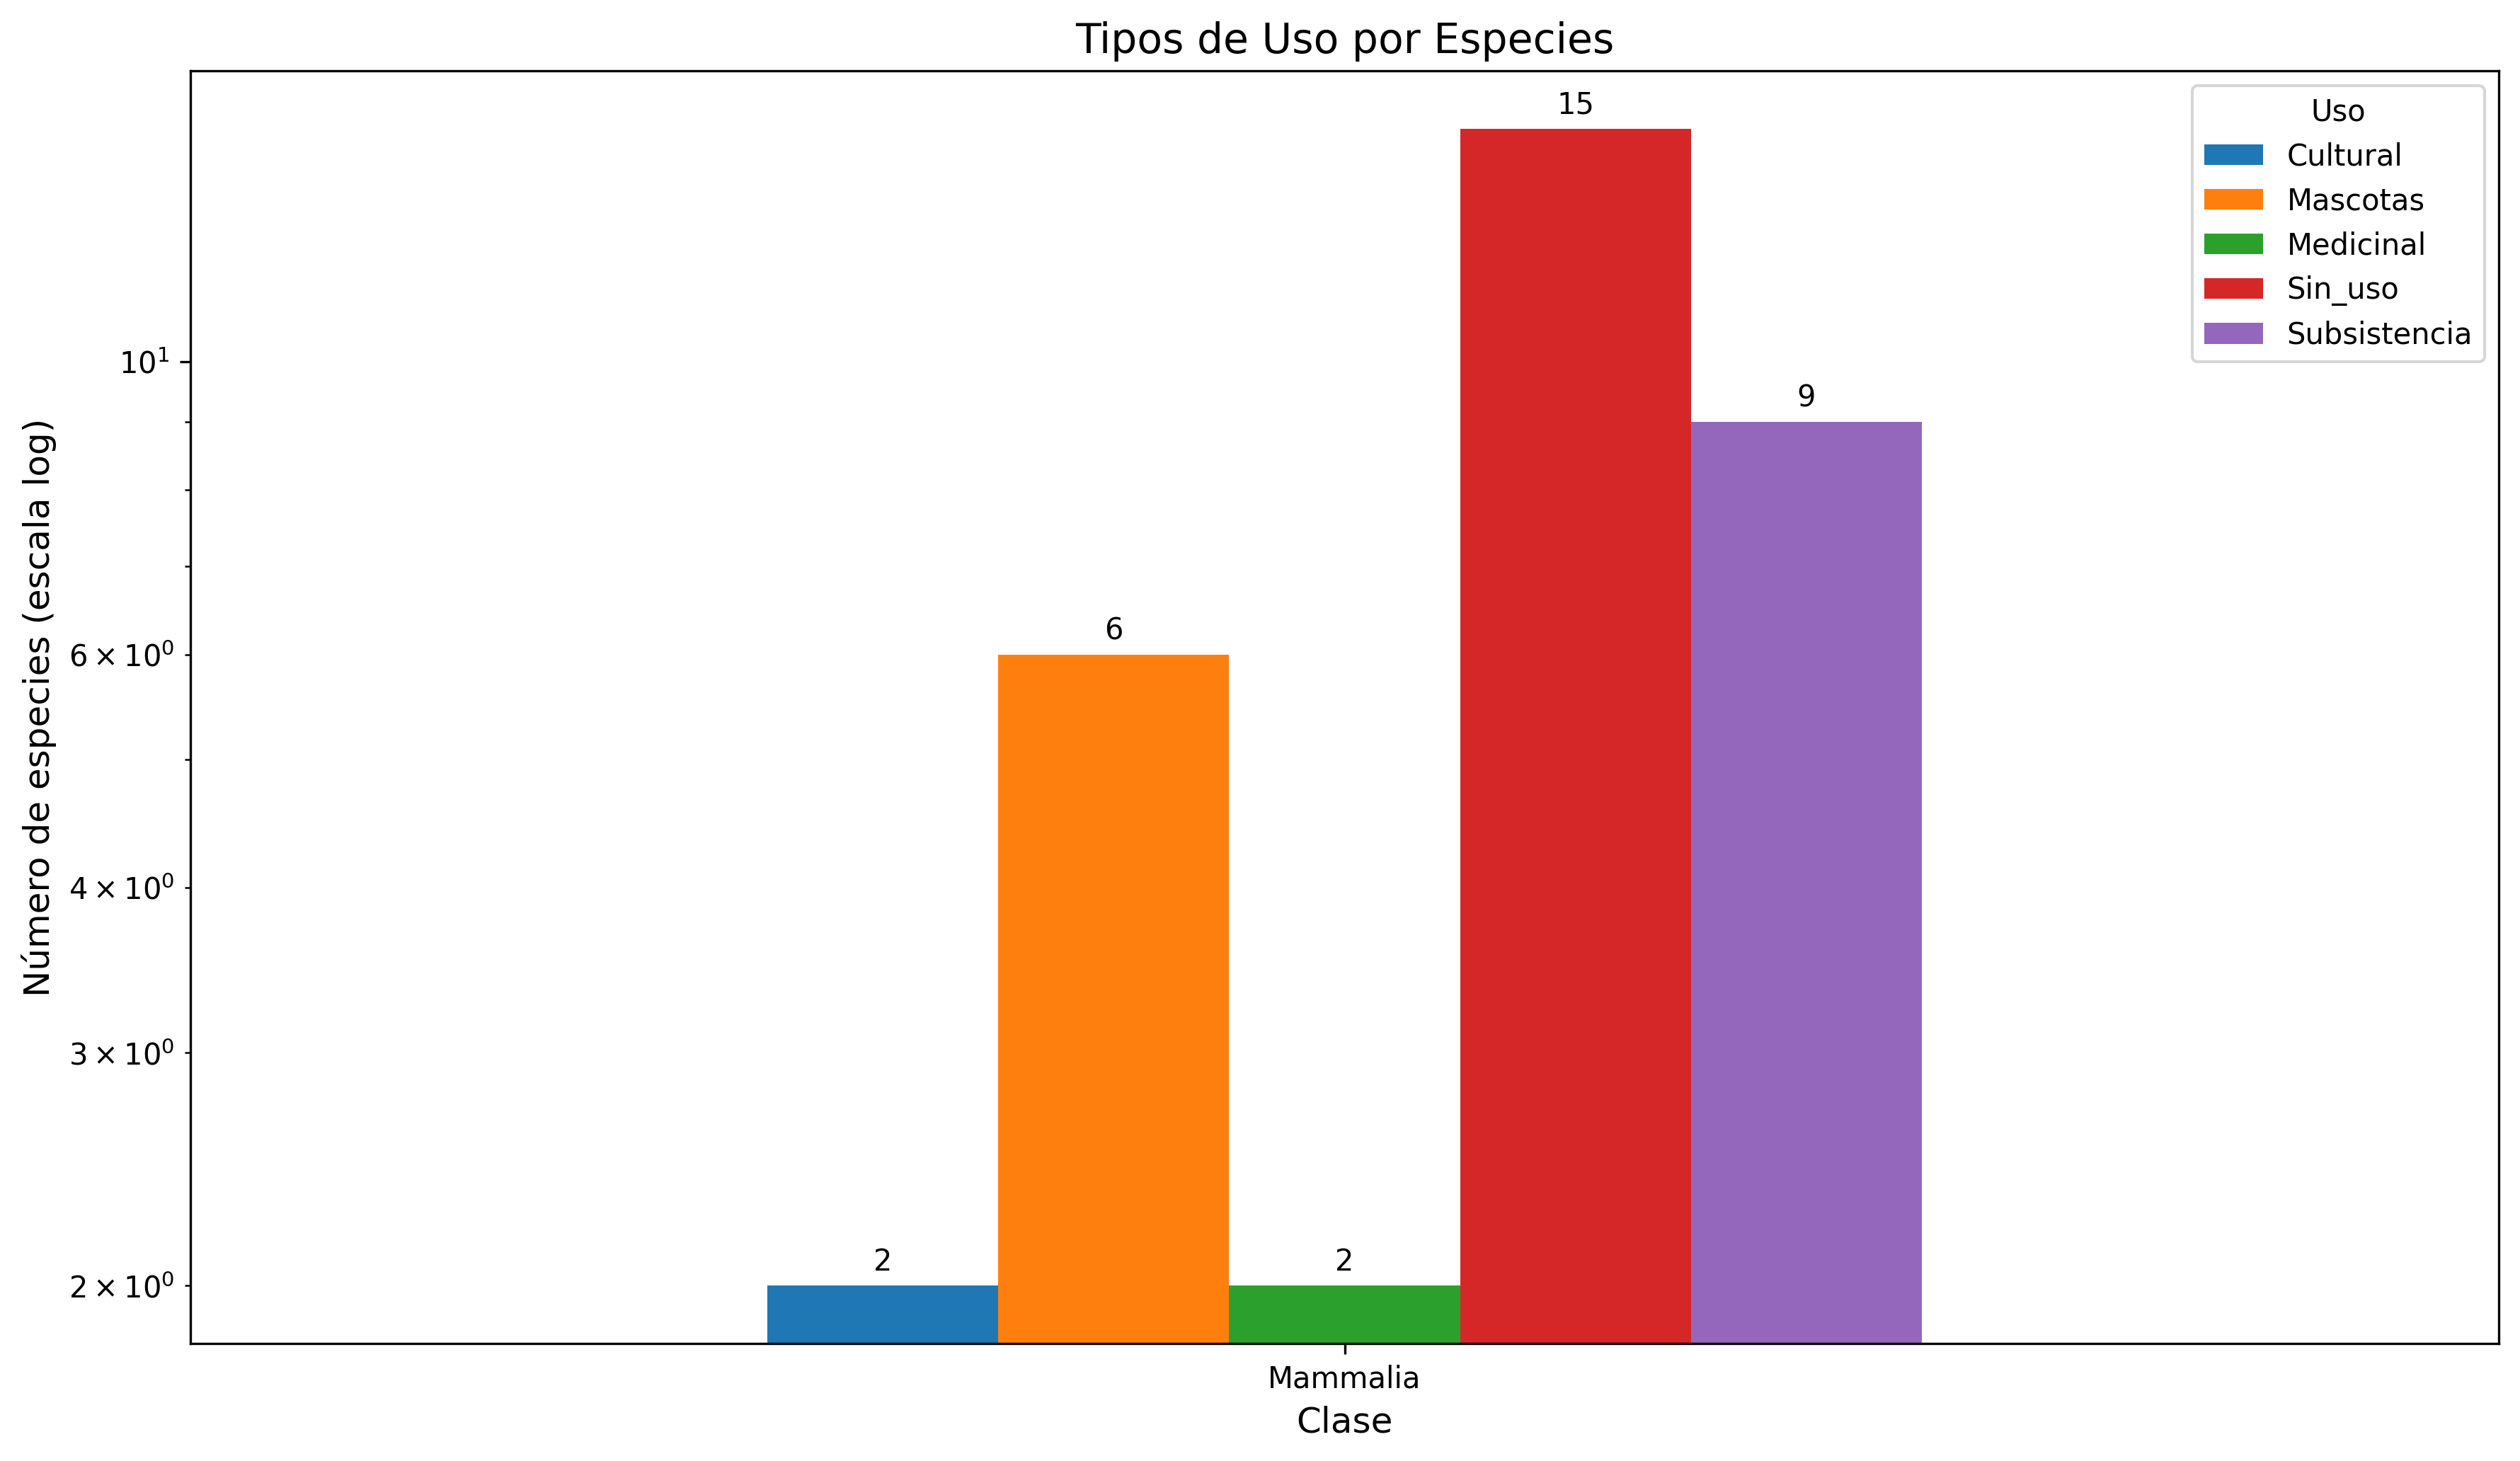 Tipos de Uso por Especies
15
Uso
Cultural
Mascotas
Medicinal
Sin_uso
Subsistencia
10¹
9
6
6 × 10⁰
4 × 10⁰
3 × 10⁰
2
2
2 × 10⁰
Número de especies (escala log)
Mammalia
Clase